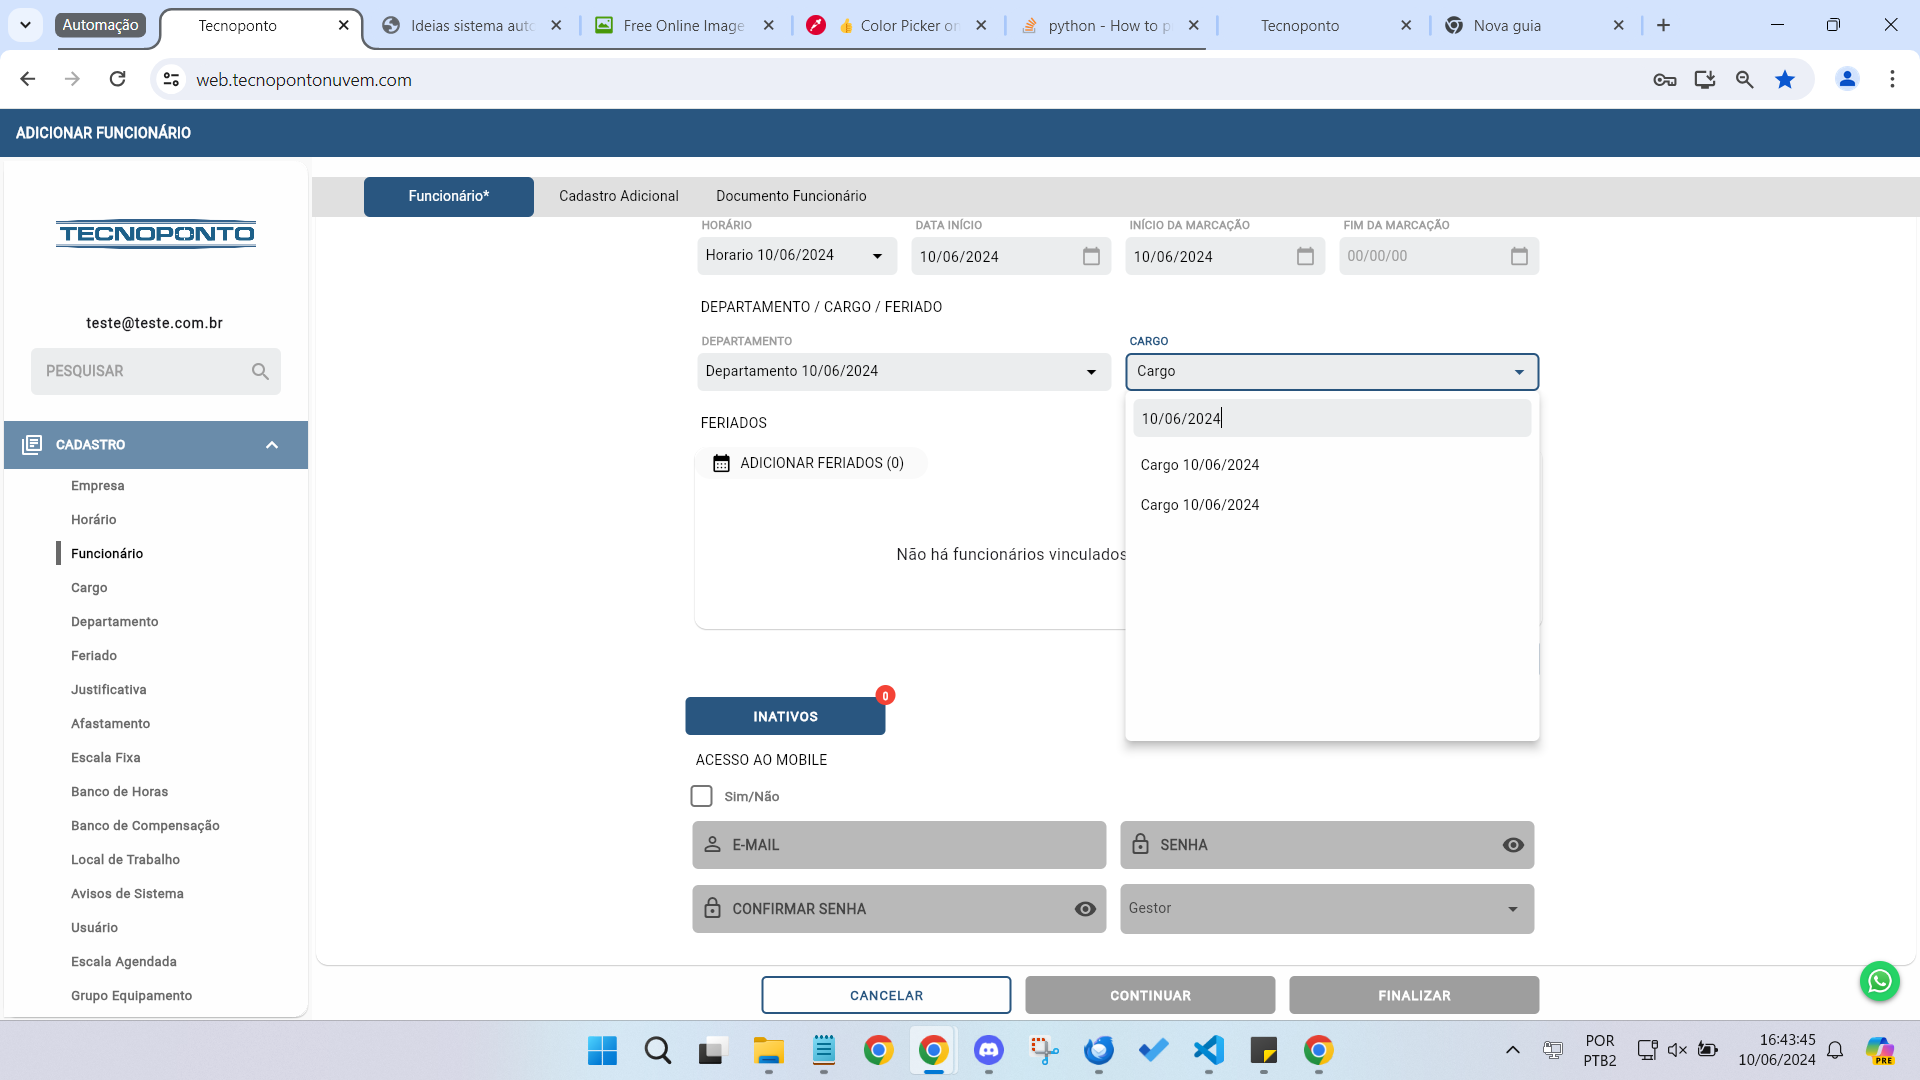 Automação
Tecnoponto
Ideias sistema auto
Free Online Image
Color Picker on
python - How to p
Tecnoponto
Nova guia
web.tecnopontonuvem.com
ADICIONAR FUNCIONÁRIO
TECNOPONTO
teste@teste.com.br
PESQUISAR
CADASTRO
Empresa
Horário
Funcionário
Cargo
Departamento
Feriado
Justificativa
Afastamento
Escala Fixa
Banco de Horas
Banco de Compensação
Local de Trabalho
Avisos de Sistema
Usuário
Escala Agendada
Grupo Equipamento
Funcionário*
Cadastro Adicional
Documento Funcionário
HORÁRIO
DATA INÍCIO
INÍCIO DA MARCAÇÃO
FIM DA MARCAÇÃO
Horario 10/06/2024
10/06/2024
10/06/2024
00/00/00
DEPARTAMENTO / CARGO / FERIADO
DEPARTAMENTO
CARGO
Departamento 10/06/2024
Cargo
10/06/2024
Cargo 10/06/2024
Cargo 10/06/2024
FERIADOS
ADICIONAR FERIADOS (0)
Não há funcionários vinculados
INATIVOS
0
ACESSO AO MOBILE
Sim/Não
E-MAIL
SENHA
CONFIRMAR SENHA
Gestor
CANCELAR
CONTINUAR
FINALIZAR
POR
PTB2
16:43:45
10/06/2024
PRE